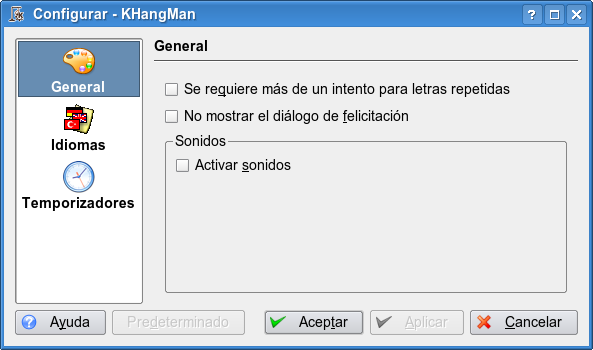 Configurar - KHangMan
General
General
Idiomas
Temporizadores
Se requiere más de un intento para letras repetidas
No mostrar el diálogo de felicitación
Sonidos
Activar sonidos
Ayuda
Predeterminado
Aceptar
Aplicar
Cancelar